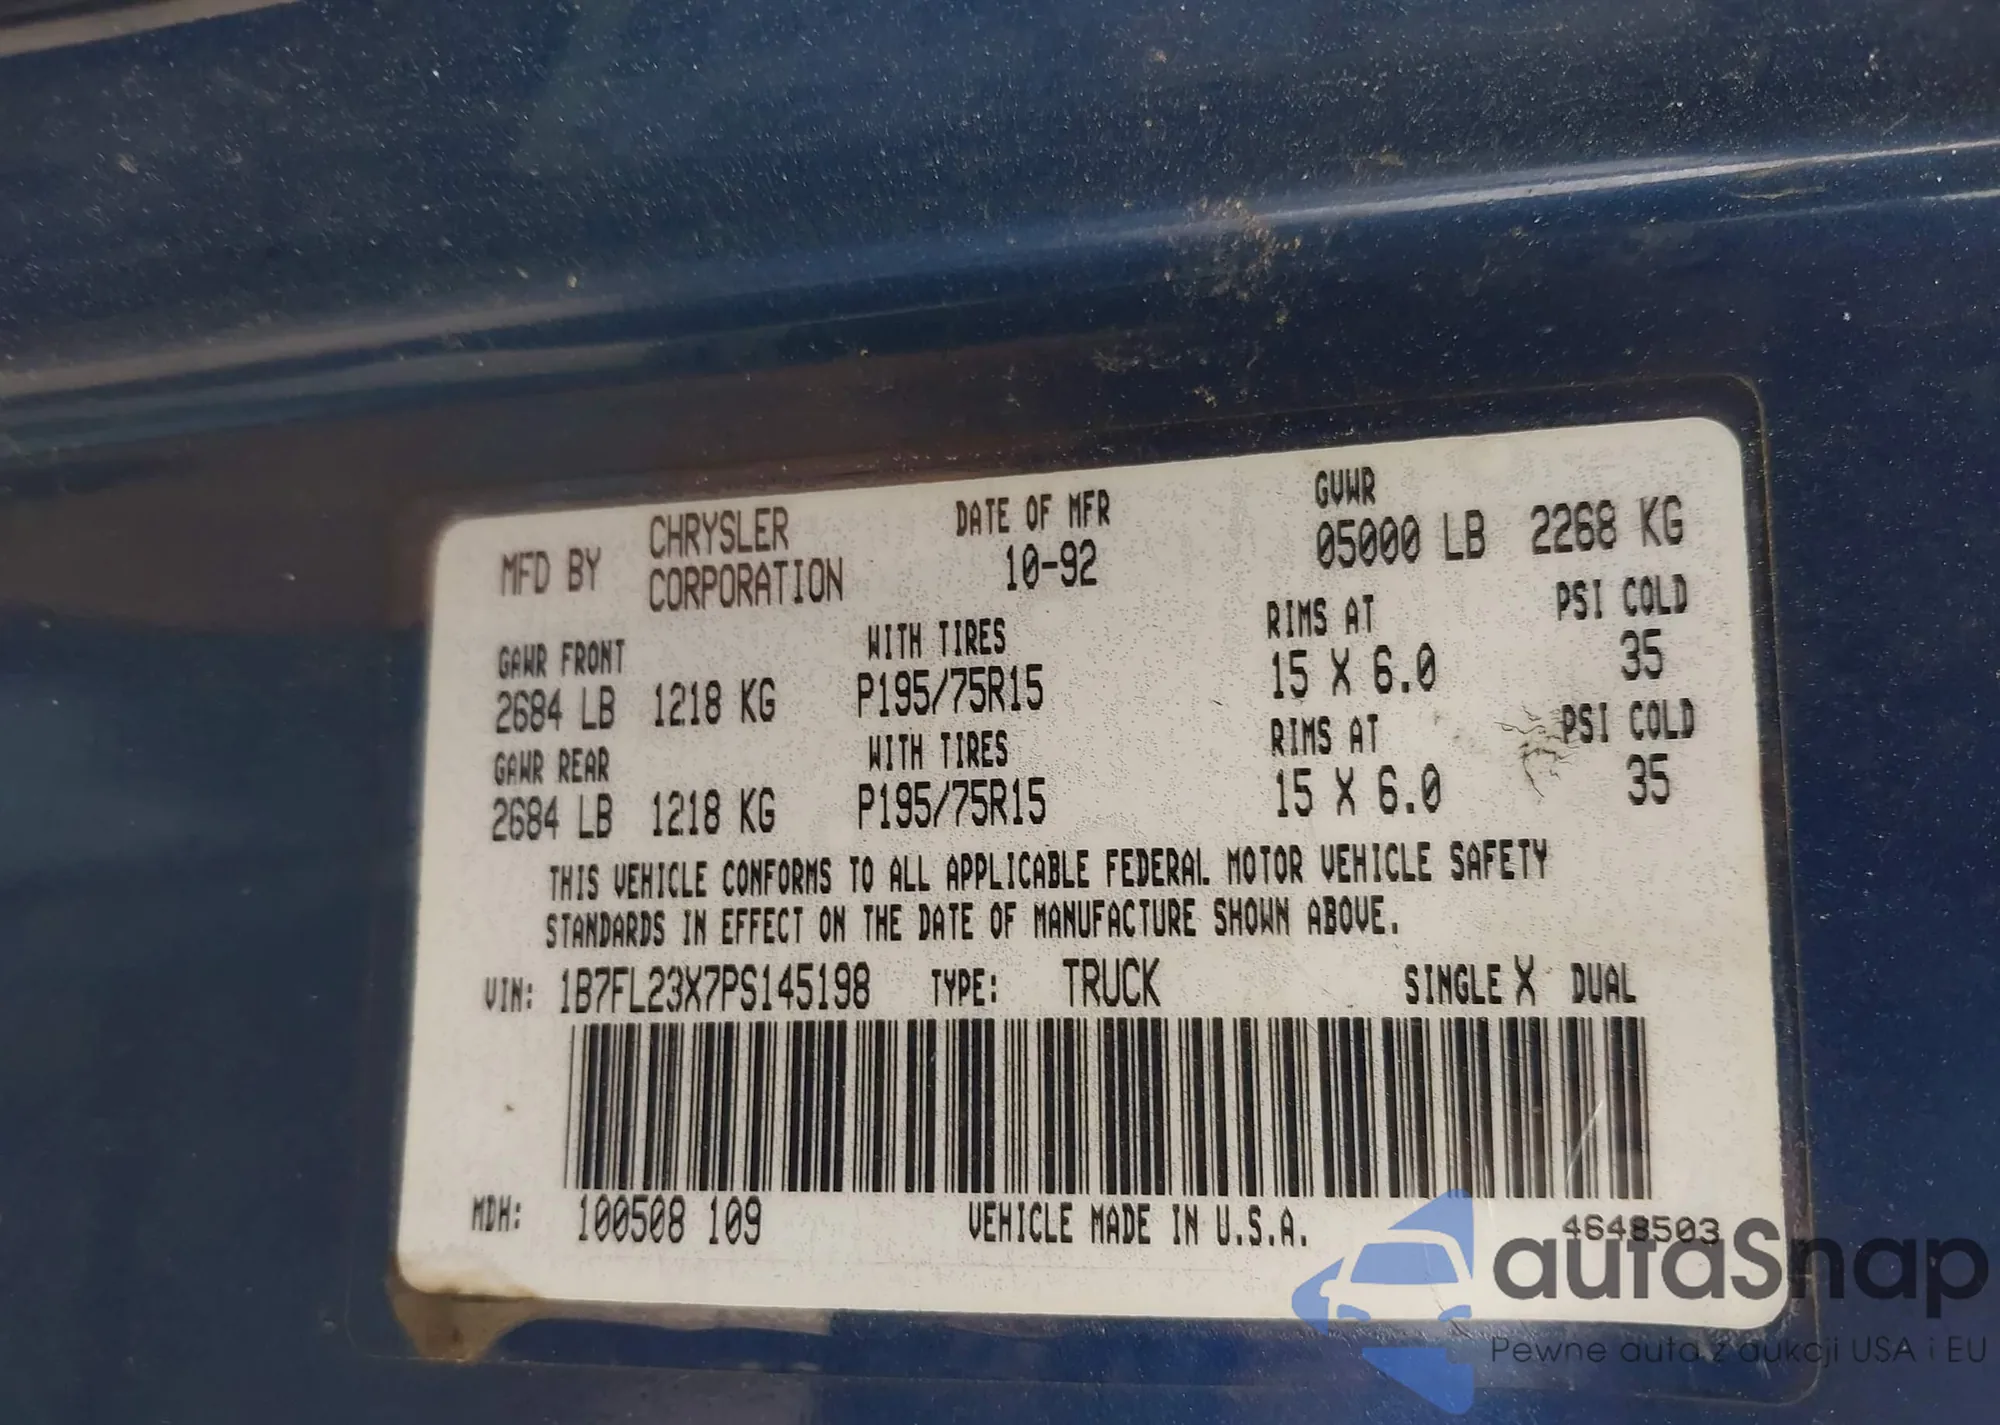 MFD BY CHRYSLER CORPORATION DATE OF MFR 10-92 GVWR 05000 LB 2268 KG
GAWR FRONT WITH TIRES RIMS AT PSI COLD
2684 LB 1218 KG P195/75R15 15 X 6.0 35
GAWR REAR WITH TIRES RIMS AT PSI COLD
2684 LB 1218 KG P195/75R15 15 X 6.0 35
THIS VEHICLE CONFORMS TO ALL APPLICABLE FEDERAL MOTOR VEHICLE SAFETY
STANDARDS IN EFFECT ON THE DATE OF MANUFACTURE SHOWN ABOVE.
VIN: 1B7FL23X7PS145198 TYPE: TRUCK SINGLE X DUAL
MDH: 100508 109 VEHICLE MADE IN U.S.A. 4648503
autaSnap
Pewne auta z aukcji USA i EU